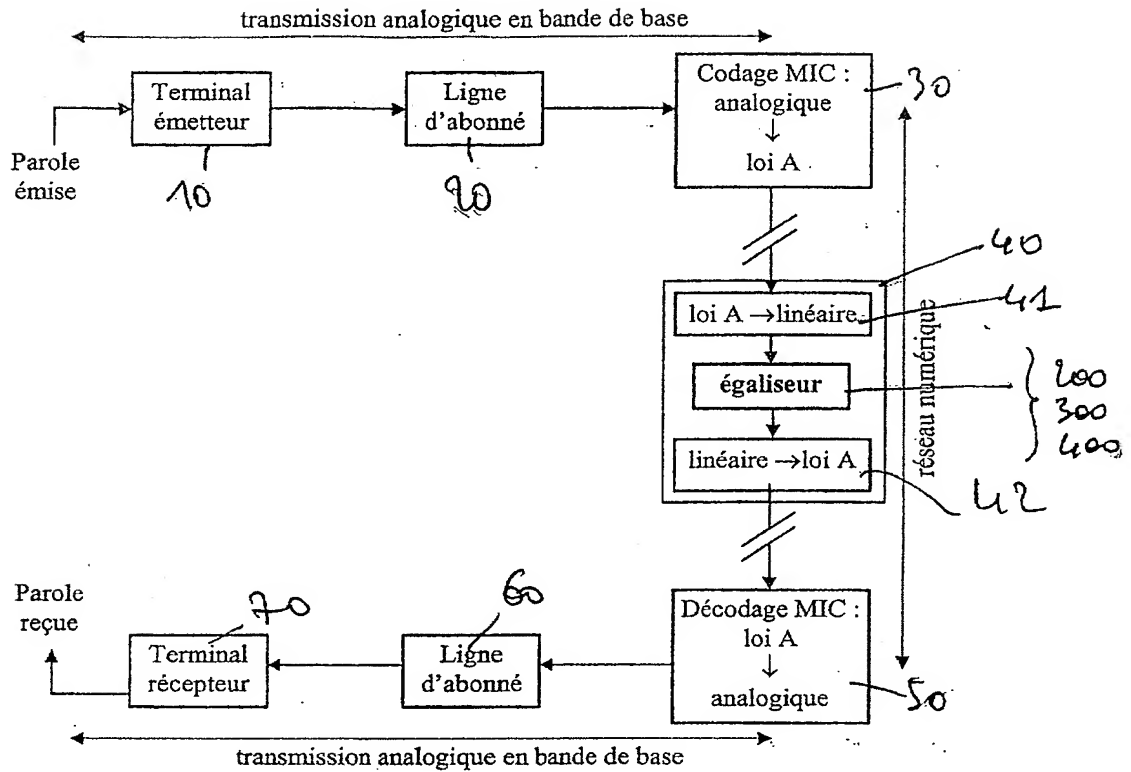 transmission analogique en bande de base
Terminal
émetteur
Ligne
d'abonné
Codage MIC :
analogique
↓
loi A
30
Parole
émise
10
20
40
loi A →linéaire
41
égaliseur
200
300
400
linéaire →loi A
42
réseau numérique
Parole
reçue
70
60
Terminal
récepteur
Ligne
d'abonné
Décodage MIC :
loi A
↓
analogique
50
transmission analogique en bande de base